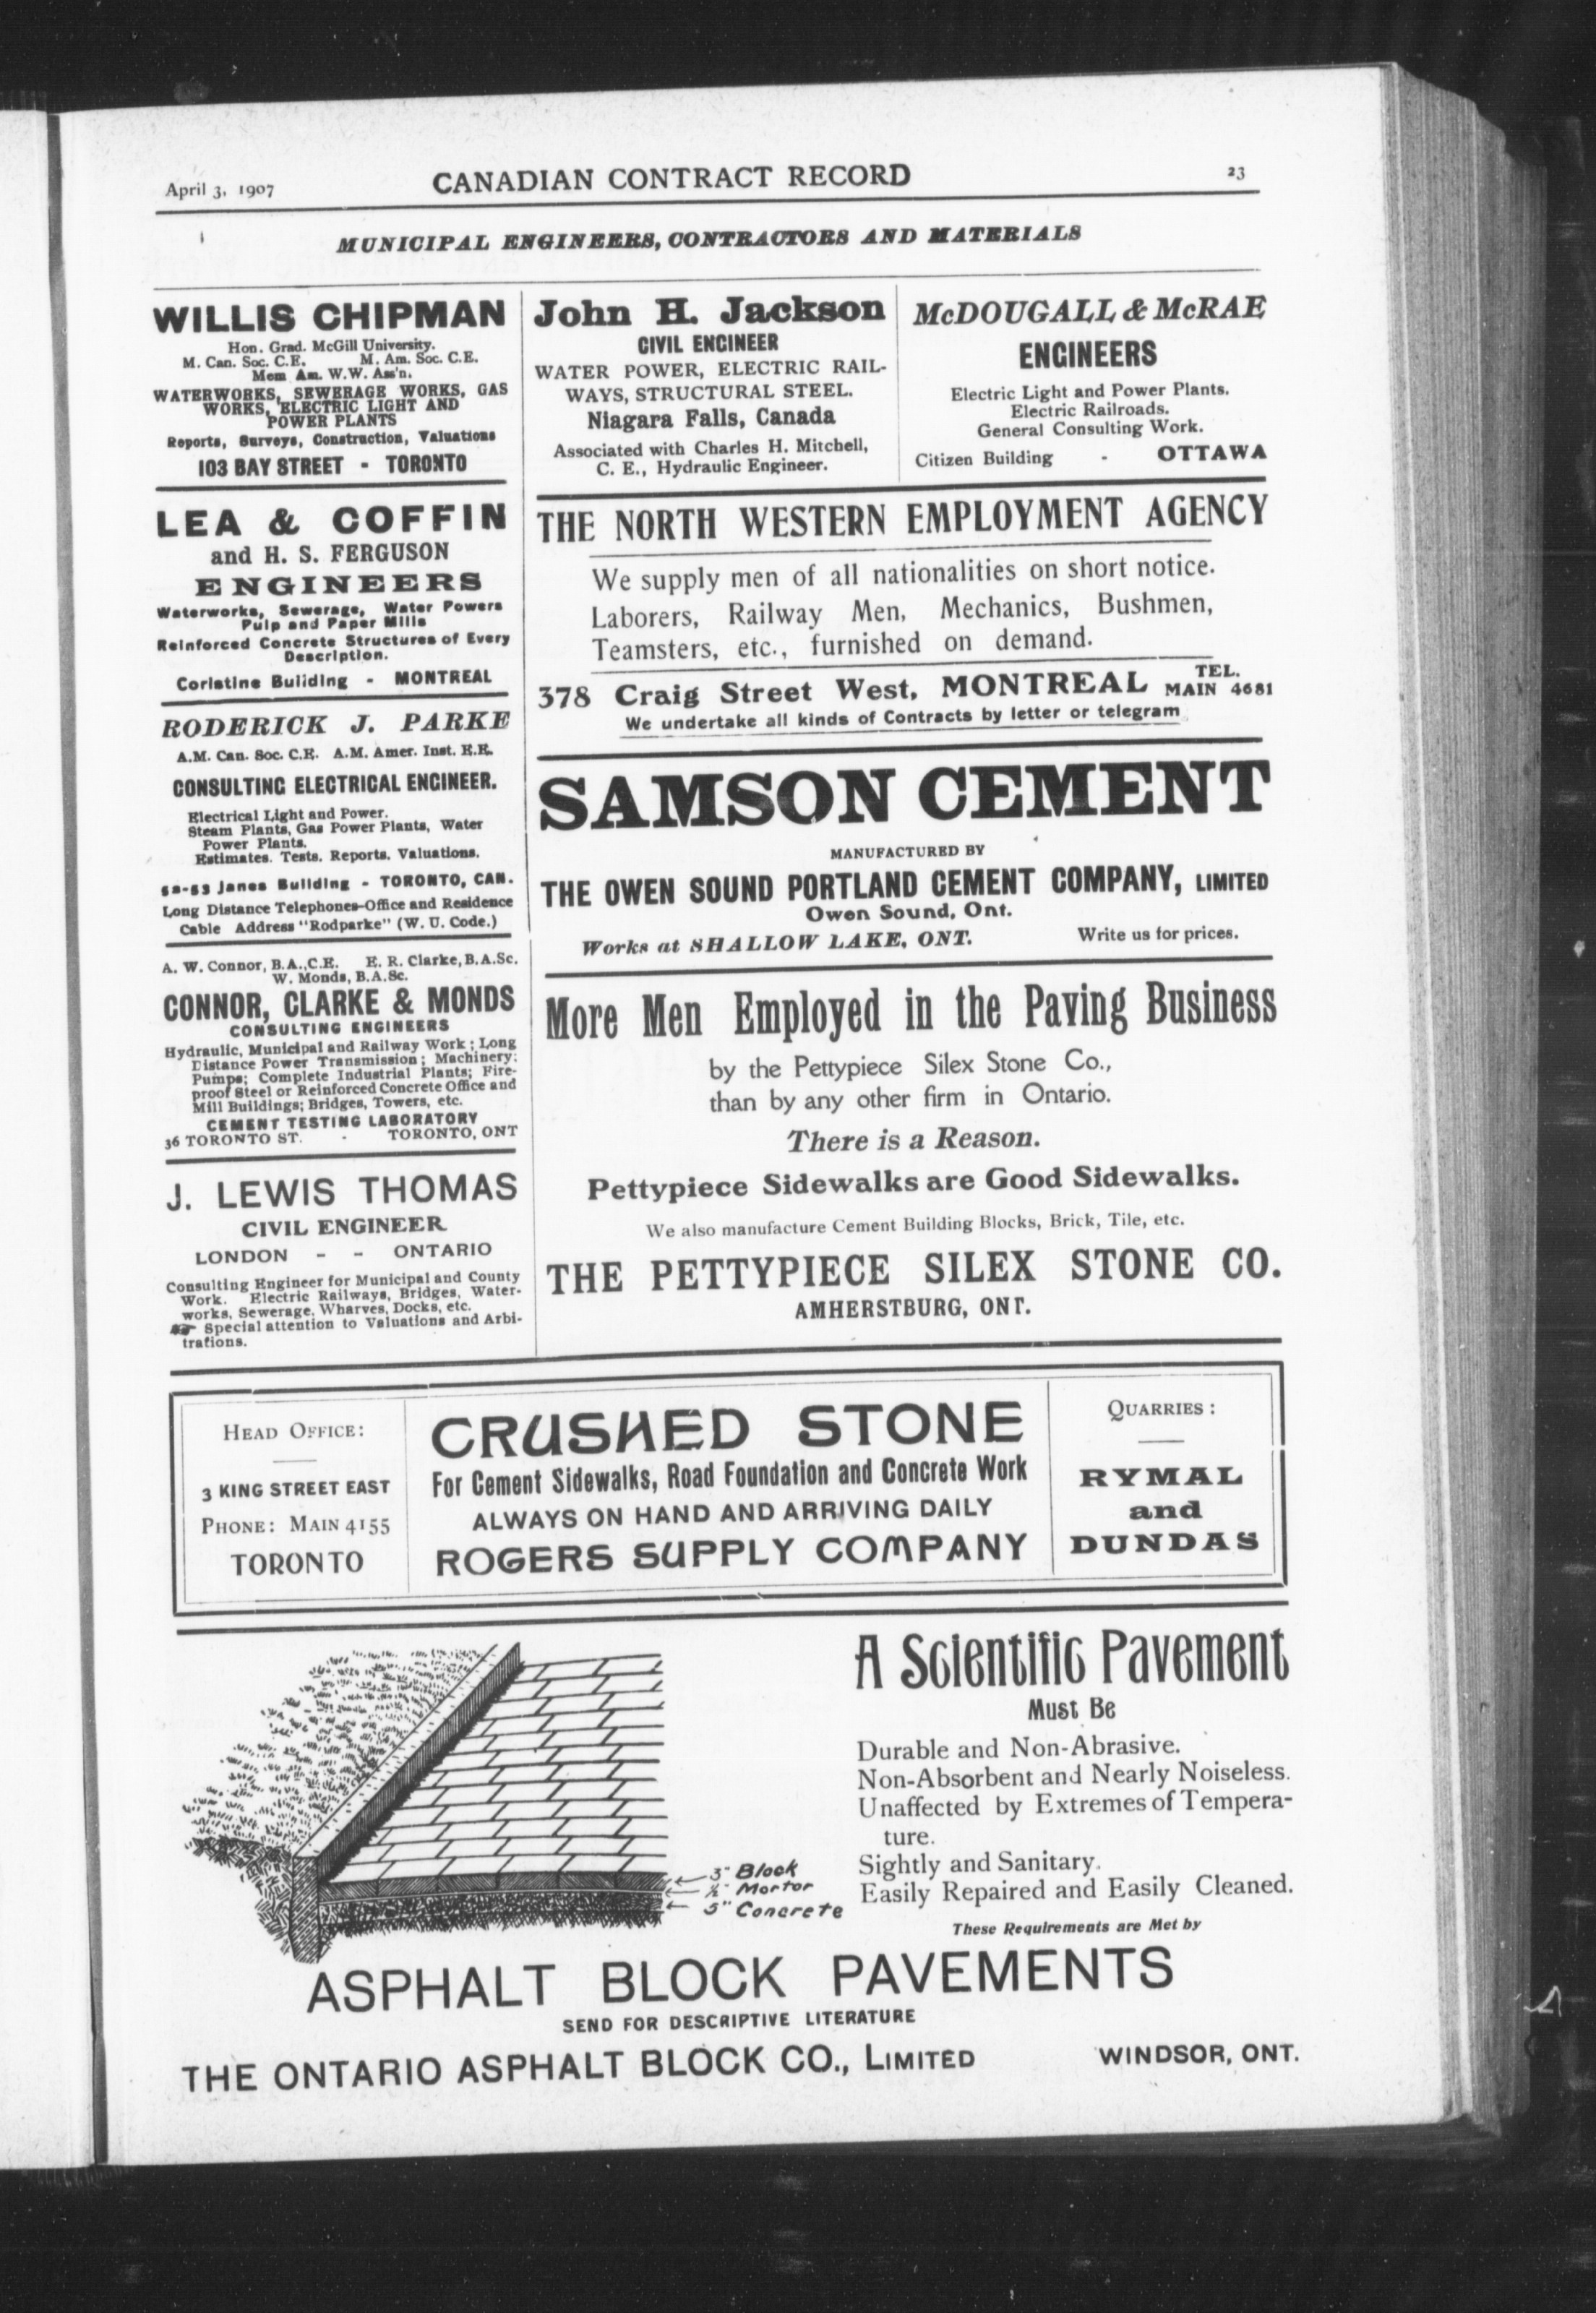 April 3, 1907
CANADIAN CONTRACT RECORD
23
MUNICIPAL ENGINEERS, CONTRACTORS AND MATERIALS
WILLIS CHIPMAN
Hon. Grad. McGill University.
M. Can. Soc. C.E. M. Am. Soc. C.E.
Mem Am. W.W. Ass'n.
WATERWORKS, SEWERAGE WORKS, GAS
WORKS, ELECTRIC LIGHT AND
POWER PLANTS
Reports, Surveys, Construction, Valuations
103 BAY STREET - TORONTO
LEA & COFFIN
and H. S. FERGUSON
ENGINEERS
Waterworks, Sewerage, Water Powers
Pulp and Paper Mills
Reinforced Concrete Structures of Every
Description.
Coristine Building - MONTREAL
RODERICK J. PARKE
A.M. Can. Soc. C.E. A.M. Amer. Inst. E.E.
CONSULTING ELECTRICAL ENGINEER.
Electrical Light and Power.
Steam Plants, Gas Power Plants, Water
Power Plants.
Estimates. Tests. Reports. Valuations.
Janes Building - TORONTO, CAN.
Long Distance Telephones-Office and Residence
Cable Address "Rodparke" (W. U. Code.)
A. W. Connor, B.A.,C.E. E. R. Clarke, B.A.Sc.
W. Monds, B.A.Sc.
CONNOR, CLARKE & MONDS
CONSULTING ENGINEERS
Hydraulic, Municipal and Railway Work; Long
Distance Power Transmission; Machinery;
Pumps; Complete Industrial Plants; Fire-
proof Steel or Reinforced Concrete Office and
Mill Buildings; Bridges, Towers, etc.
CEMENT TESTING LABORATORY
36 TORONTO ST. - TORONTO, ONT
J. LEWIS THOMAS
CIVIL ENGINEER
LONDON - - ONTARIO
Consulting Engineer for Municipal and County
Work. Electric Railways, Bridges, Water-
works, Sewerage, Wharves, Docks, etc.
☛ Special attention to Valuations and Arbi-
trations.
John H. Jackson
CIVIL ENGINEER
WATER POWER, ELECTRIC RAIL-
WAYS, STRUCTURAL STEEL.
Niagara Falls, Canada
Associated with Charles H. Mitchell,
C. E., Hydraulic Engineer.
McDOUGALL & McRAE
ENGINEERS
Electric Light and Power Plants.
Electric Railroads.
General Consulting Work.
Citizen Building - OTTAWA
THE NORTH WESTERN EMPLOYMENT AGENCY
We supply men of all nationalities on short notice.
Laborers, Railway Men, Mechanics, Bushmen,
Teamsters, etc., furnished on demand.
378 Craig Street West, MONTREAL TEL. MAIN 4681
We undertake all kinds of Contracts by letter or telegram
SAMSON CEMENT
MANUFACTURED BY
THE OWEN SOUND PORTLAND CEMENT COMPANY, LIMITED
Owen Sound, Ont.
Works at SHALLOW LAKE, ONT. Write us for prices.
More Men Employed in the Paving Business
by the Pettypiece Silex Stone Co.,
than by any other firm in Ontario.
There is a Reason.
Pettypiece Sidewalks are Good Sidewalks.
We also manufacture Cement Building Blocks, Brick, Tile, etc.
THE PETTYPIECE SILEX STONE CO.
AMHERSTBURG, ONT.
HEAD OFFICE:
3 KING STREET EAST
PHONE: MAIN 4155
TORONTO
CRUSHED STONE
For Cement Sidewalks, Road Foundation and Concrete Work
ALWAYS ON HAND AND ARRIVING DAILY
ROGERS SUPPLY COMPANY
QUARRIES:
RYMAL
and
DUNDAS
A Scientific Pavement
Must Be
Durable and Non-Abrasive.
Non-Absorbent and Nearly Noiseless.
Unaffected by Extremes of Tempera-
ture.
Sightly and Sanitary.
Easily Repaired and Easily Cleaned.
These Requirements are Met by
3" Block
½" Mortor
5" Concrete
ASPHALT BLOCK PAVEMENTS
SEND FOR DESCRIPTIVE LITERATURE
THE ONTARIO ASPHALT BLOCK CO., LIMITED WINDSOR, ONT.